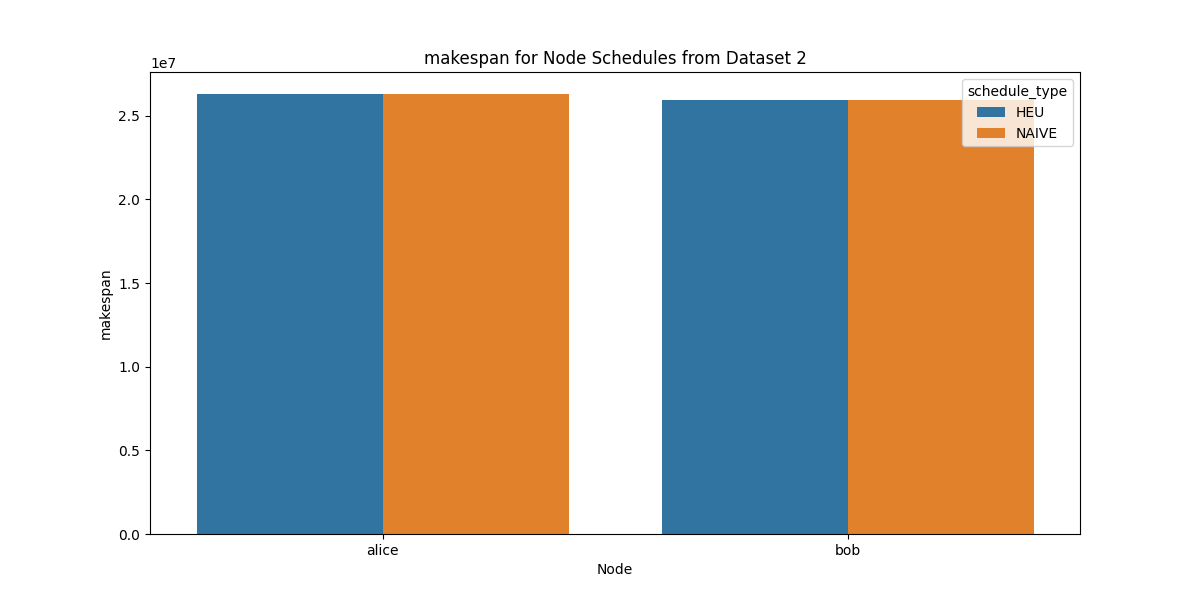 makespan for Node Schedules from Dataset 2
1e7
schedule_type
HEU
NAIVE
2.5
2.0
1.5
1.0
0.5
0.0
makespan
alice
bob
Node